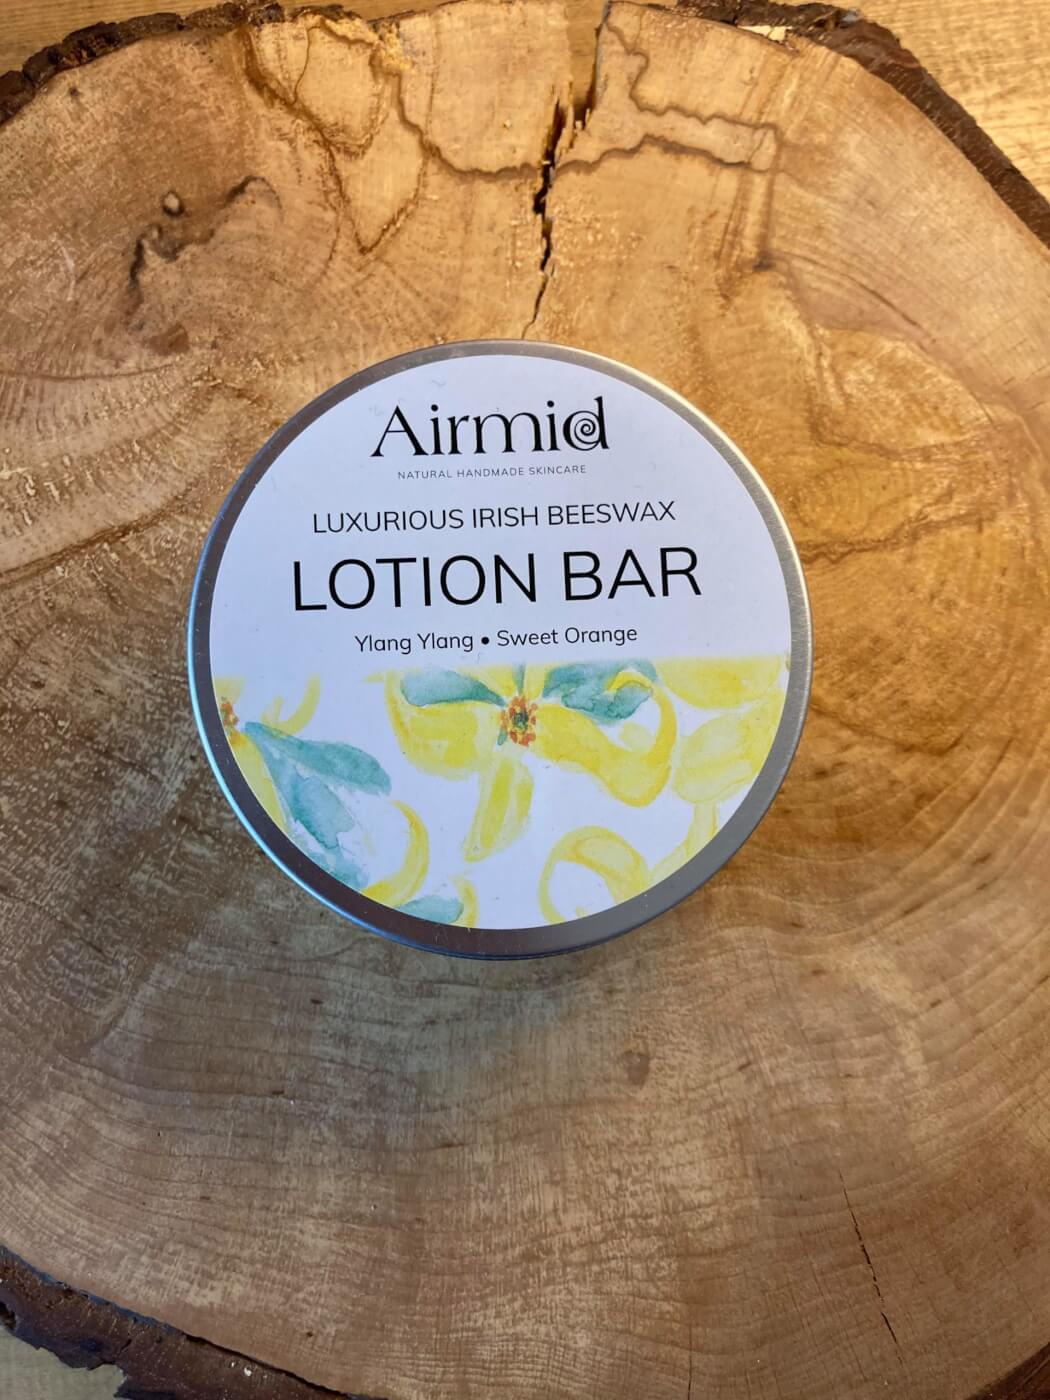 Airmid
NATURAL HANDMADE SKINCARE
LUXURIOUS IRISH BEESWAX
LOTION BAR
Ylang Ylang • Sweet Orange